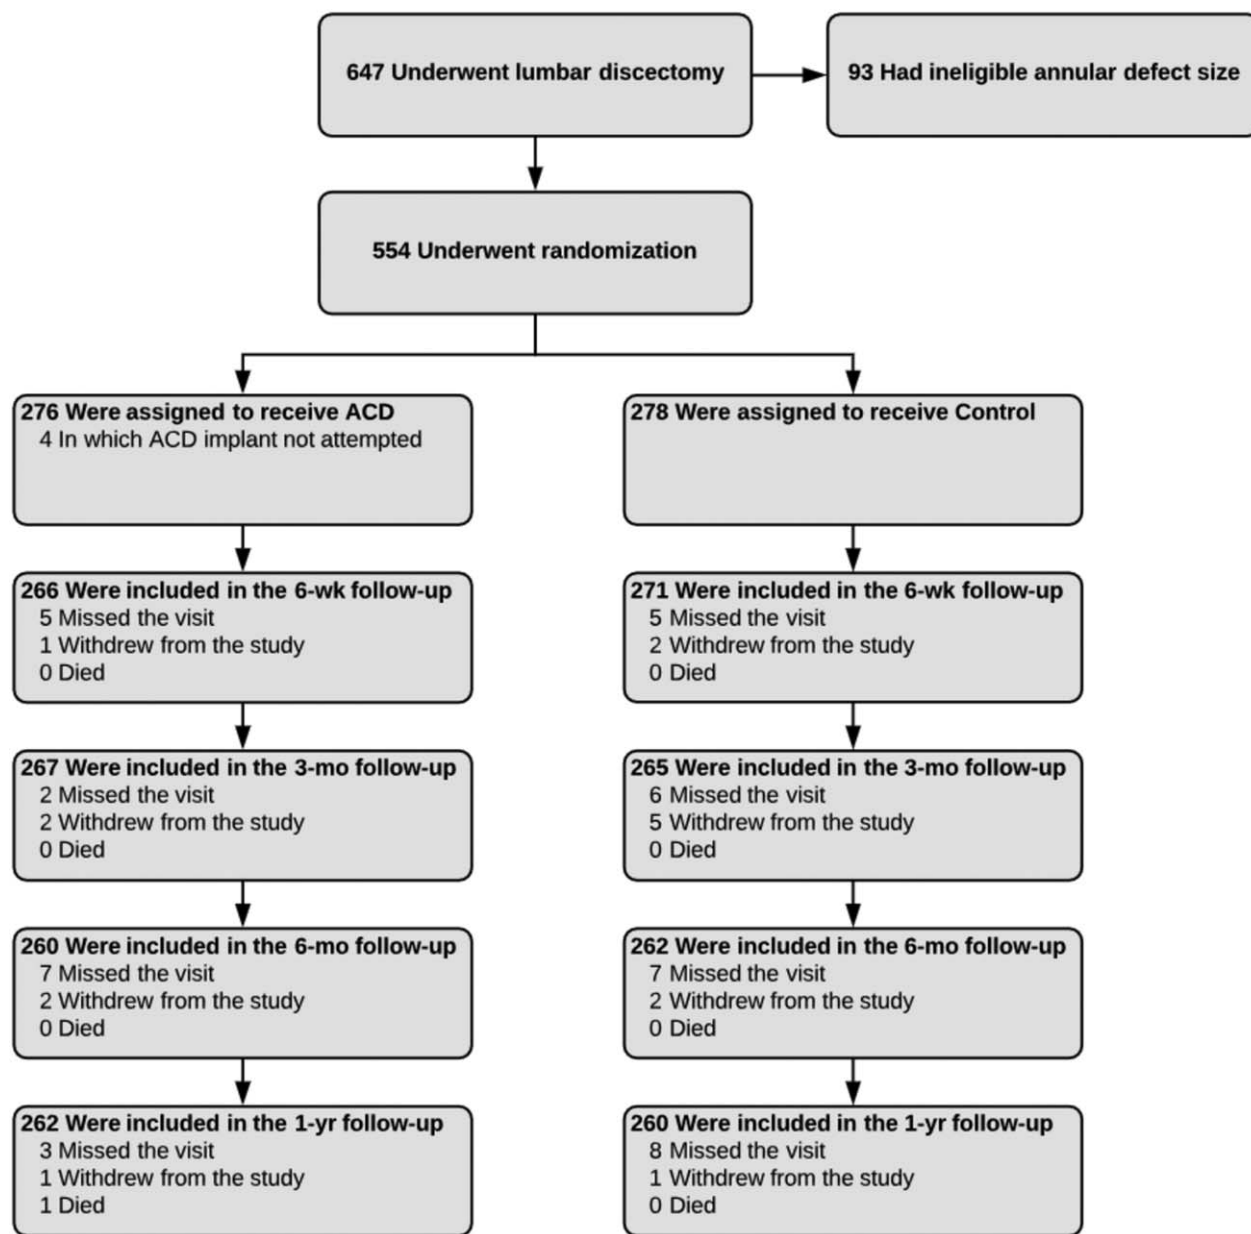 647 Underwent lumbar discectomy
93 Had ineligible annular defect size
554 Underwent randomization
276 Were assigned to receive ACD
4 In which ACD implant not attempted
278 Were assigned to receive Control
266 Were included in the 6-wk follow-up
5 Missed the visit
1 Withdrew from the study
0 Died
271 Were included in the 6-wk follow-up
5 Missed the visit
2 Withdrew from the study
0 Died
267 Were included in the 3-mo follow-up
2 Missed the visit
2 Withdrew from the study
0 Died
265 Were included in the 3-mo follow-up
6 Missed the visit
5 Withdrew from the study
0 Died
260 Were included in the 6-mo follow-up
7 Missed the visit
2 Withdrew from the study
0 Died
262 Were included in the 6-mo follow-up
7 Missed the visit
2 Withdrew from the study
0 Died
262 Were included in the 1-yr follow-up
3 Missed the visit
1 Withdrew from the study
1 Died
260 Were included in the 1-yr follow-up
8 Missed the visit
1 Withdrew from the study
0 Died